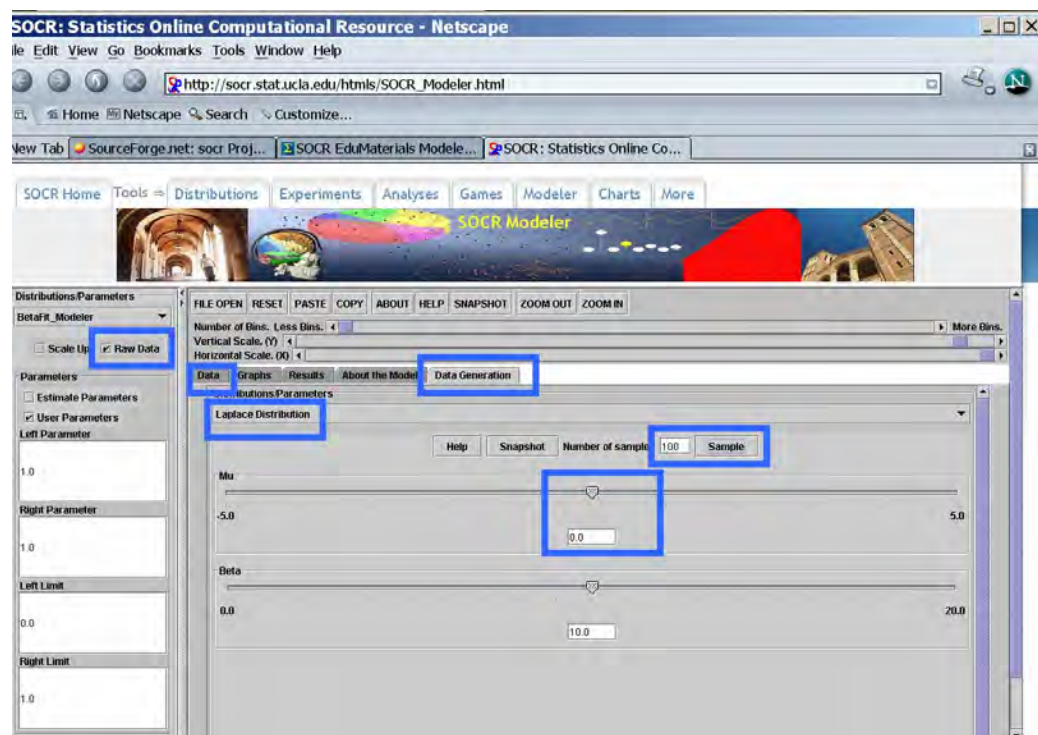 SOCR: Statistics Online Computational Resource - Netscape
le Edit View Go Bookmarks Tools Window Help
http://socr.stat.ucla.edu/htmls/SOCR_Modeler.html
Home Netscape Search Customize...
New Tab SourceForge.net: socr Proj... SOCR EduMaterials Modele... SOCR: Statistics Online Co...
SOCR Home Tools ⇒ Distributions Experiments Analyses Games Modeler Charts More
SOCR Modeler
Distributions/Parameters
BetaFit_Modeler
Scale Up Raw Data
Parameters
Estimate Parameters
User Parameters
Left Parameter
1.0
Right Parameter
1.0
Left Limit
0.0
Right Limit
1.0
FILE OPEN RESET PASTE COPY ABOUT HELP SNAPSHOT ZOOM OUT ZOOM IN
Number of Bins. Less Bins. More Bins.
Vertical Scale. (Y)
Horizontal Scale. (X)
Data Graphs Results About the Model Data Generation
Distributions/Parameters
Laplace Distribution
Help Snapshot Number of sample 100 Sample
Mu
-5.0 5.0
0.0
Beta
0.0 20.0
10.0